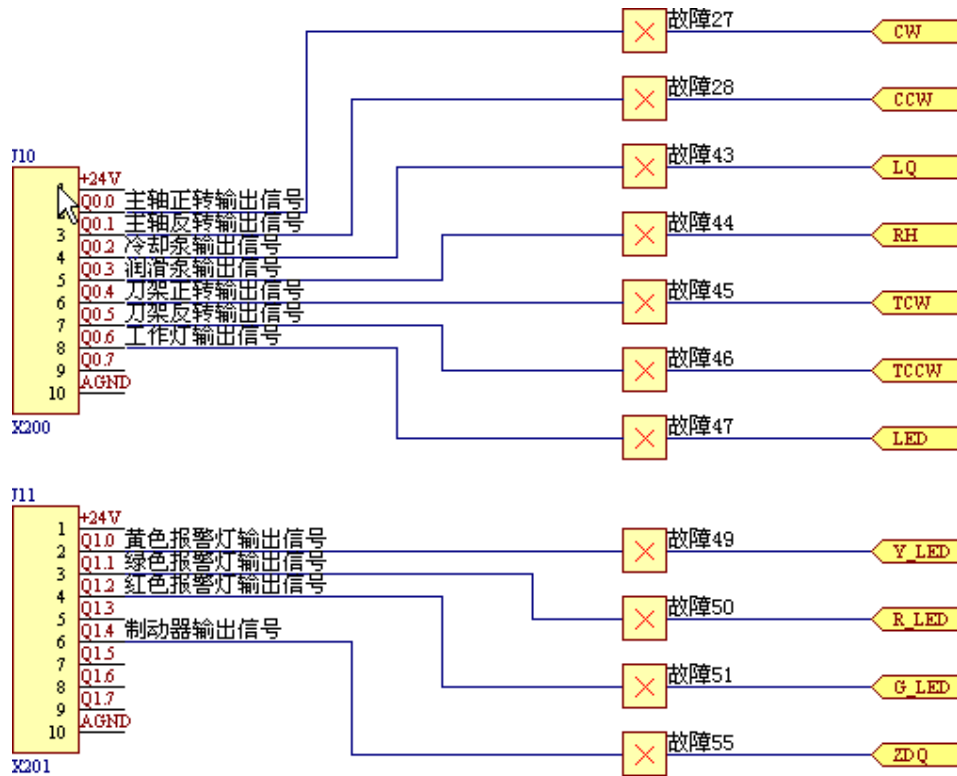 故障27
CW
故障28
CCW
故障43
LQ
故障44
RH
故障45
TCW
故障46
TCCW
故障47
LED
J10
+24V
Q0.0 主轴正转输出信号
Q0.1 主轴反转输出信号
3
Q0.2 冷却泵输出信号
4
Q0.3 润滑泵输出信号
5
Q0.4 刀架正转输出信号
6
Q0.5 刀架反转输出信号
7
Q0.6 工作灯输出信号
8
Q0.7
9
AGND
10
X200
J11
+24V
1
Q1.0 黄色报警灯输出信号
2
Q1.1 绿色报警灯输出信号
3
Q1.2 红色报警灯输出信号
4
Q1.3
5
Q1.4 制动器输出信号
6
Q1.5
7
Q1.6
8
Q1.7
9
AGND
10
X201
故障49
Y_LED
故障50
R_LED
故障51
G_LED
故障55
ZDQ